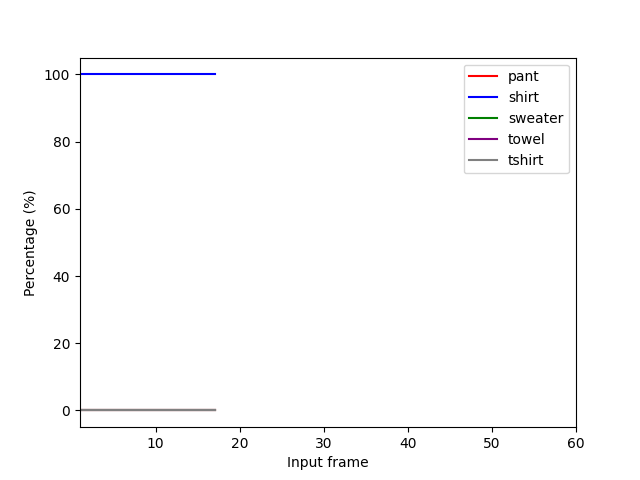 100
80
60
40
20
0
Percentage (%)
pant
shirt
sweater
towel
tshirt
10 20 30 40 50 60
Input frame